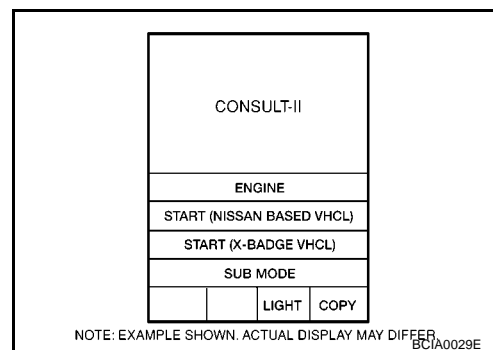 CONSULT-II
ENGINE
START (NISSAN BASED VHCL)
START (X-BADGE VHCL)
SUB MODE
LIGHT COPY
NOTE: EXAMPLE SHOWN. ACTUAL DISPLAY MAY DIFFER.
BCIA0029E